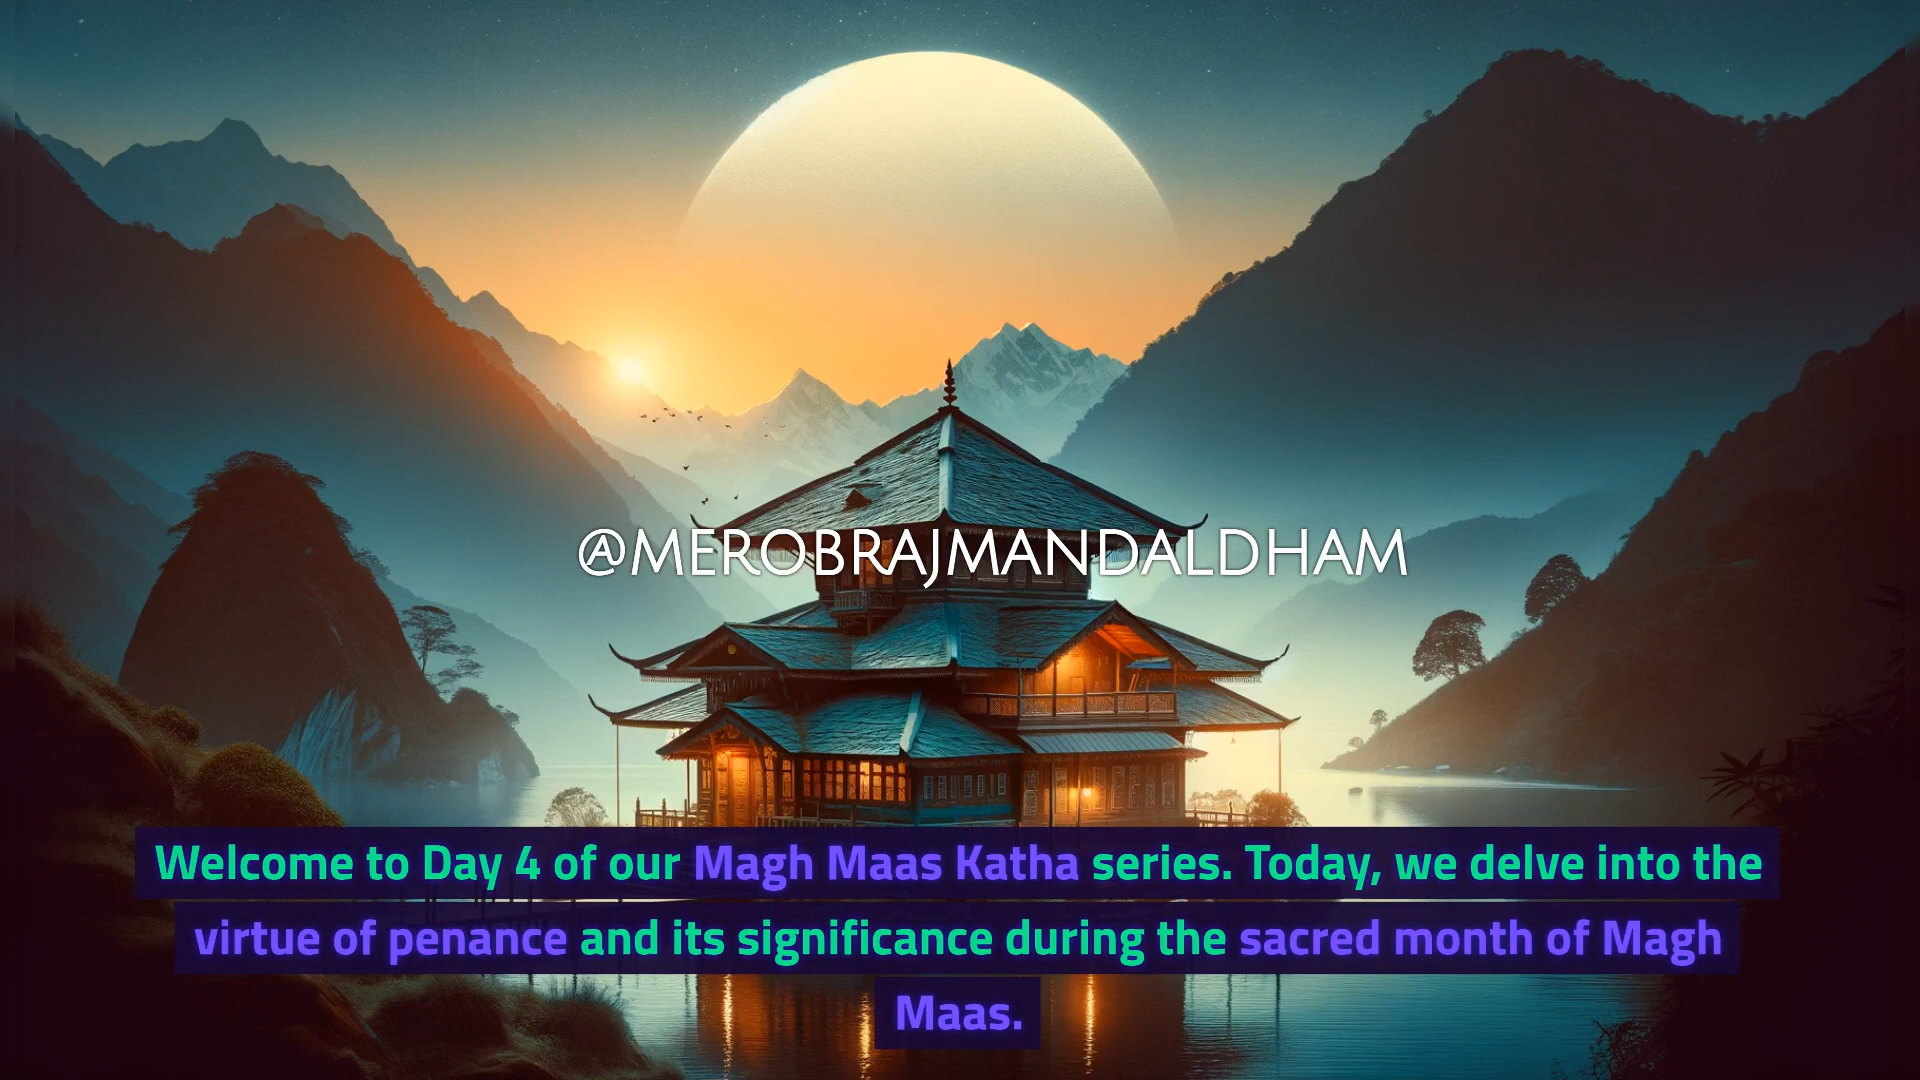 @MEROBRAJMANDALDHAM
Welcome to Day 4 of our Magh Maas Katha series. Today, we delve into the
virtue of penance and its significance during the sacred month of Magh
Maas.